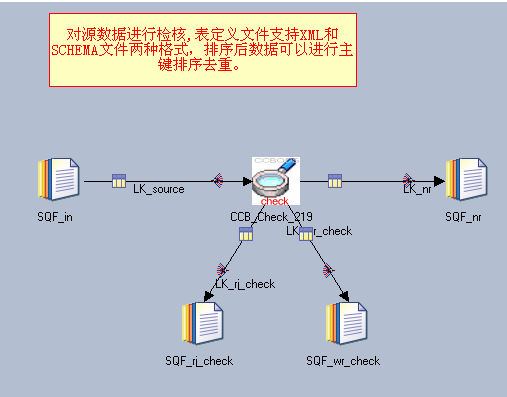 对源数据进行检核,表定义文件支持XML和
SCHEMA文件两种格式，排序后数据可以进行主
键排序去重。
check
LK_source
LK_nr
SQF_in
CCB_Check_219
SQF_nr
r_check
LK_rj_check
SQF_rj_check
SQF_wr_check